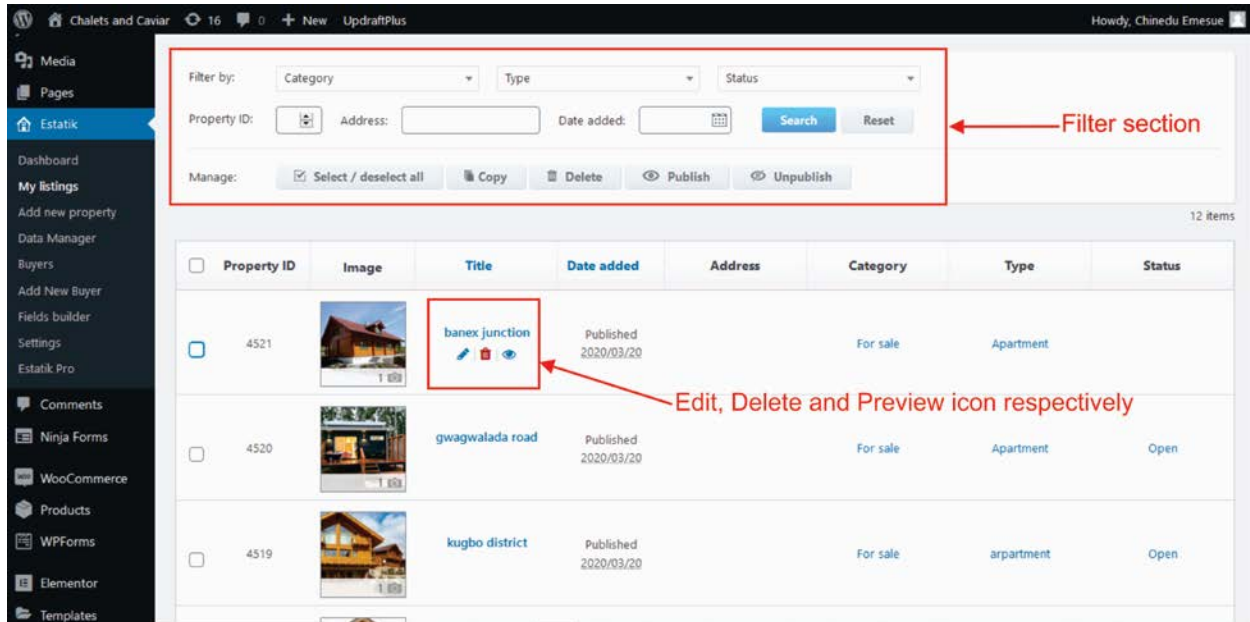 Chalets and Caviar 16 0 New UpdraftPlus Howdy, Chinedu Emesue
Media
Pages
Estatik
Dashboard
My listings
Add new property
Data Manager
Buyers
Add New Buyer
Fields builder
Settings
Estatik Pro
Comments
Ninja Forms
WooCommerce
Products
WPForms
Elementor
Templates
Filter by: Category Type Status
Property ID: Address: Date added: Search Reset
Filter section
Manage: Select / deselect all Copy Delete Publish Unpublish
12 items
Property ID Image Title Date added Address Category Type Status
4521 1 banex junction Published 2020/03/20 For sale Apartment
Edit, Delete and Preview icon respectively
4520 1 gwagwalada road Published 2020/03/20 For sale Apartment Open
4519 1 kugbo district Published 2020/03/20 For sale arpartment Open